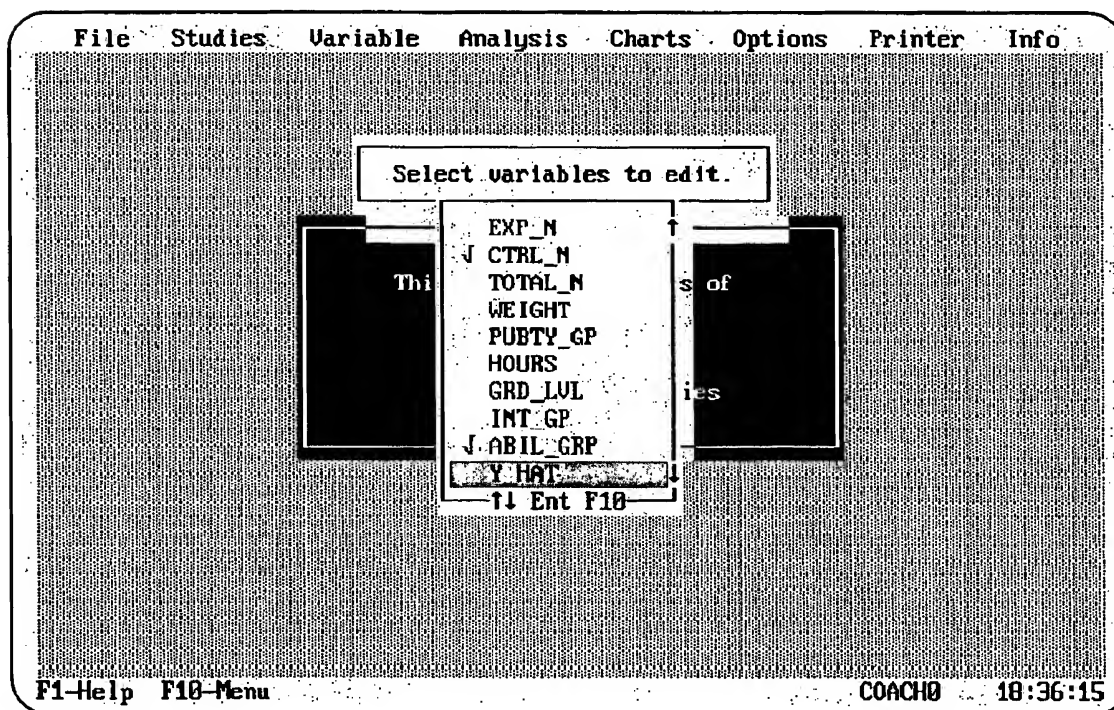 File Studies Variable Analysis Charts Options Printer Info
Select variables to edit.
EXP_N
√ CTRL_N
Thi TOTAL_N s of
WEIGHT
PUBTY_GP
HOURS
GRD_LVL ies
INT_GP
√ ABIL_GRP
Y HAT
↑↓ Ent F10
F1-Help F10-Menu COACH0 18:36:15